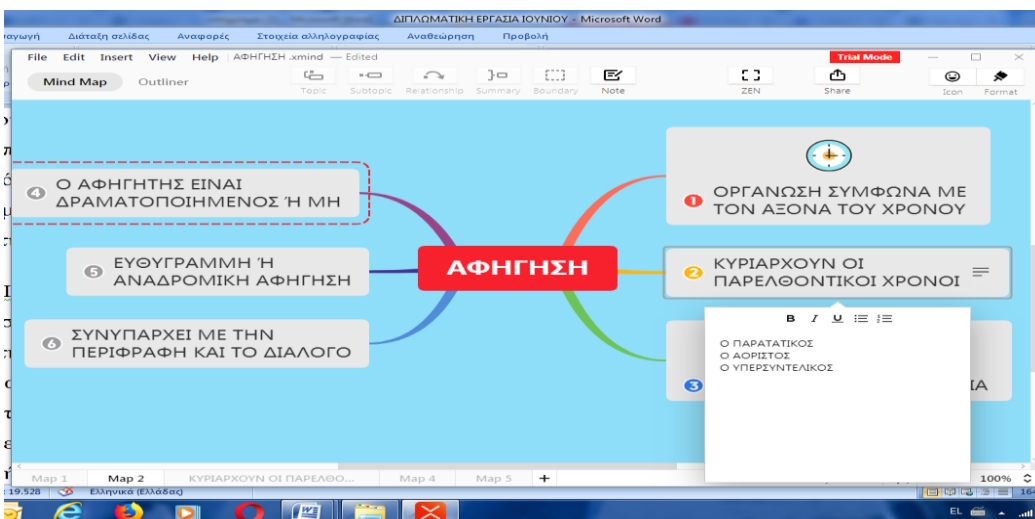 ΔΙΠΛΩΜΑΤΙΚΗ ΕΡΓΑΣΙΑ ΙΟΥΝΙΟΥ - Microsoft Word
Διάταξη σελίδας Αναφορές Στοιχεία αλληλογραφίας Αναθεώρηση Προβολή
File Edit Insert View Help ΑΦΗΓΗΣΗ .xmind — Edited Trial Mode
Mind Map Outliner
Topic Subtopic Relationship Summary Boundary Note ZEN Share Icon Format
4 Ο ΑΦΗΓΗΤΗΣ ΕΙΝΑΙ
ΔΡΑΜΑΤΟΠΟΙΗΜΕΝΟΣ Ή ΜΗ
5 ΕΥΘΥΓΡΑΜΜΗ Ή
ΑΝΑΔΡΟΜΙΚΗ ΑΦΗΓΗΣΗ
6 ΣΥΝΥΠΑΡΧΕΙ ΜΕ ΤΗΝ
ΠΕΡΙΦΡΑΦΗ ΚΑΙ ΤΟ ΔΙΑΛΟΓΟ
ΑΦΗΓΗΣΗ
1 ΟΡΓΑΝΩΣΗ ΣΥΜΦΩΝΑ ΜΕ
ΤΟΝ ΑΞΟΝΑ ΤΟΥ ΧΡΟΝΟΥ
2 ΚΥΡΙΑΡΧΟΥΝ ΟΙ
ΠΑΡΕΛΘΟΝΤΙΚΟΙ ΧΡΟΝΟΙ
B I U
Ο ΠΑΡΑΤΑΤΙΚΟΣ
Ο ΑΟΡΙΣΤΟΣ
Ο ΥΠΕΡΣΥΝΤΕΛΙΚΟΣ
3
Map 1 Map 2 ΚΥΡΙΑΡΧΟΥΝ ΟΙ ΠΑΡΕΛΘΟ... Map 4 Map 5 + 100%
19.528 Ελληνικά (Ελλάδας)
EL